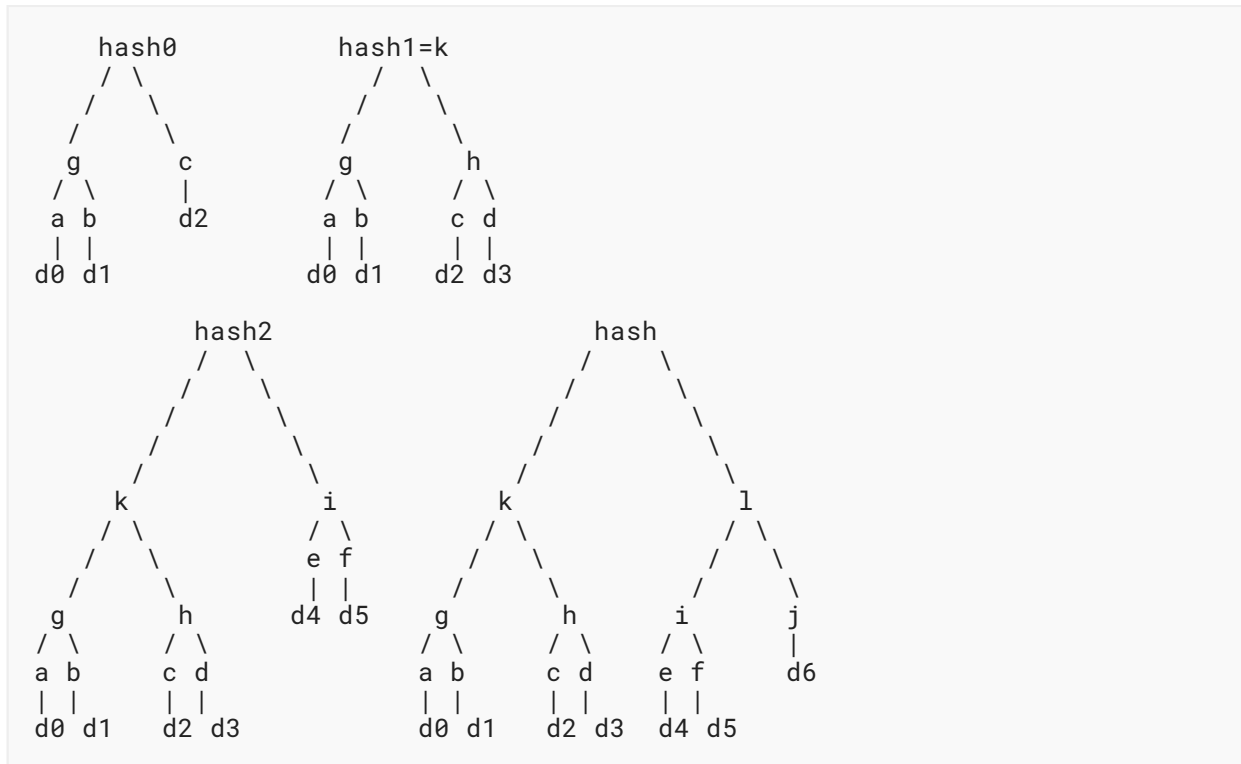 hash0 hash1=k
/ \ / \
/ \ / \
/ \ / \
g c g h
/ \ | / \ / \
a b d2 a b c d
| | | | | |
d0 d1 d0 d1 d2 d3
hash2 hash
/ \ / \
/ \ / \
/ \ / \
/ \ / \
/ \ / \
k i k l
/ \ / \ / \ / \
/ \ e f / \ / \
/ \ | | / \ / \
g h d4 d5 g h i j
/ \ / \ / \ / \ / \ |
a b c d a b c d e f d6
| | | | | | | | | |
d0 d1 d2 d3 d0 d1 d2 d3 d4 d5